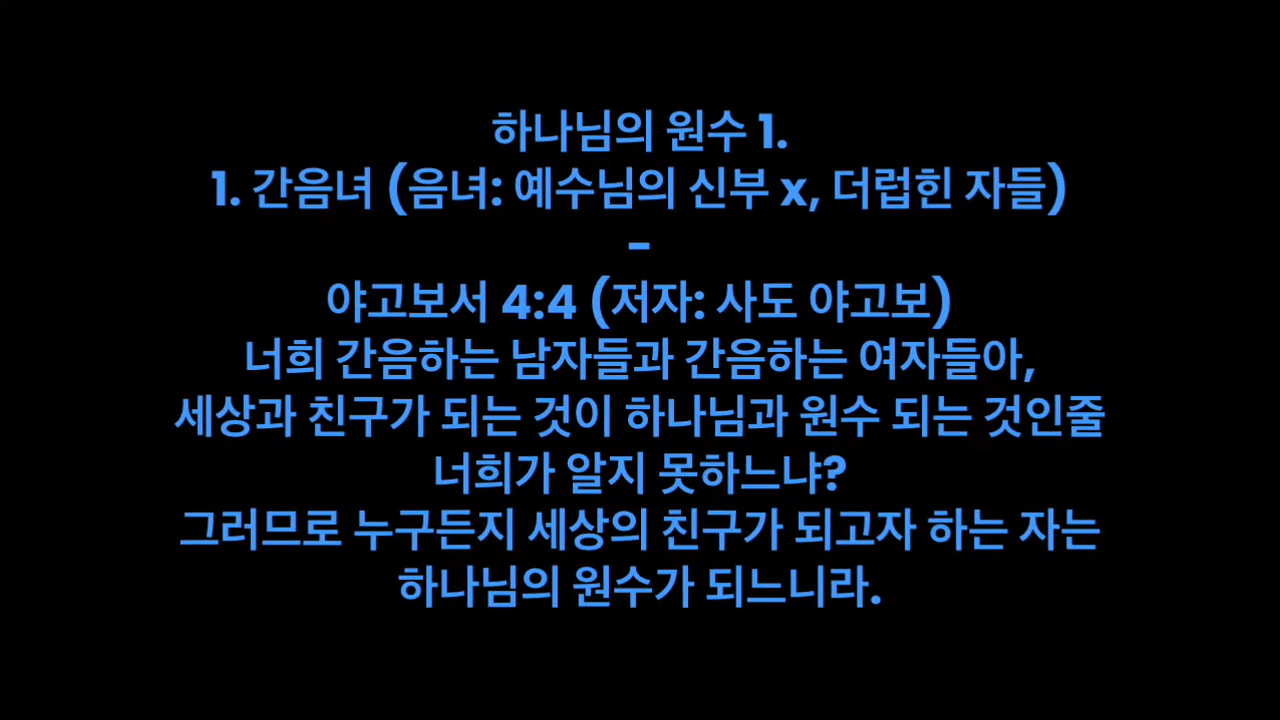 하나님의 원수 1.
1. 간음녀 (음녀: 예수님의 신부 x, 더럽힌 자들)
-
야고보서 4:4 (저자: 사도 야고보)
너희 간음하는 남자들과 간음하는 여자들아,
세상과 친구가 되는 것이 하나님과 원수 되는 것인줄
너희가 알지 못하느냐?
그러므로 누구든지 세상의 친구가 되고자 하는 자는
하나님의 원수가 되느니라.